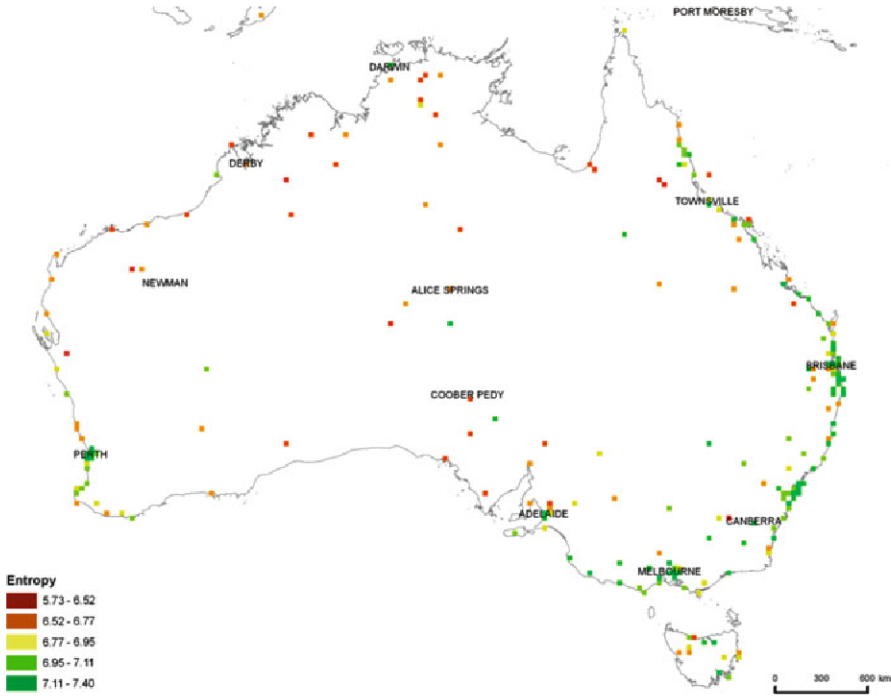 PORT MORESBY
DARWIN
DERBY
TOWNSVILLE
NEWMAN
ALICE SPRINGS
BRISBANE
COOBER PEDY
PERTH
ADELAIDE
CANBERRA
MELBOURNE
Entropy
5.73 - 6.52
6.52 - 6.77
6.77 - 6.95
6.95 - 7.11
7.11 - 7.40
0 300 600 km